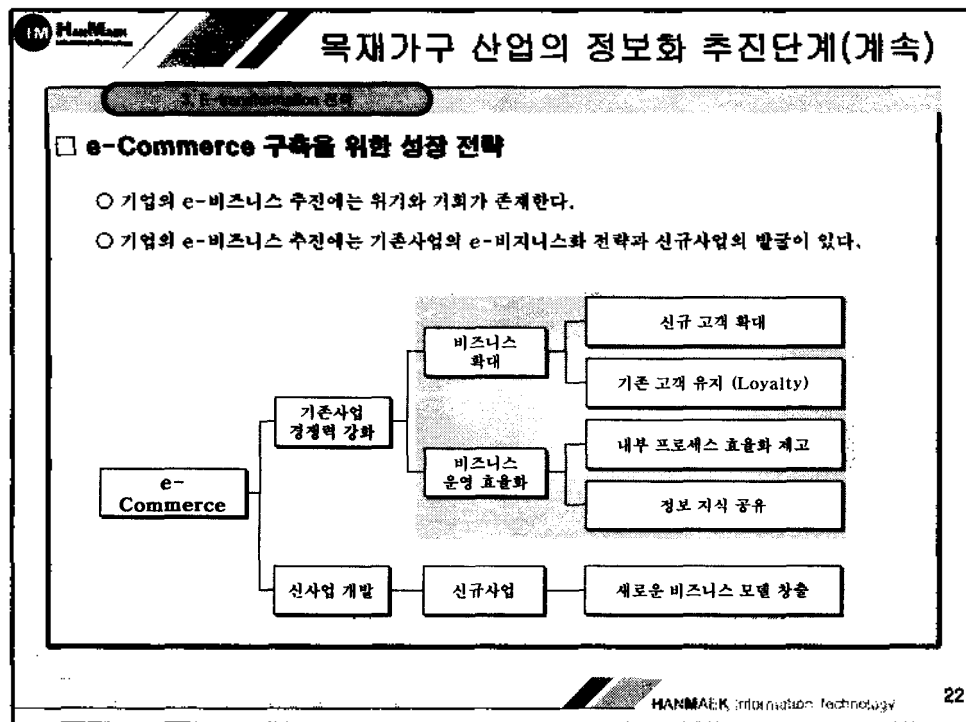 HANMAEK
목재가구 산업의 정보화 추진단계(계속)
3. E-transformation 전략
□ e-Commerce 구축을 위한 성장 전략
○ 기업의 e-비즈니스 추진에는 위기와 기회가 존재한다.
○ 기업의 e-비즈니스 추진에는 기존사업의 e-비지니스화 전략과 신규사업의 발굴이 있다.
e-
Commerce
기존사업
경쟁력 강화
비즈니스
확대
신규 고객 확대
기존 고객 유지 (Loyalty)
비즈니스
운영 효율화
내부 프로세스 효율화 제고
정보 지식 공유
신사업 개발
신규사업
새로운 비즈니스 모델 창출
HANMAEK Information Technology
22